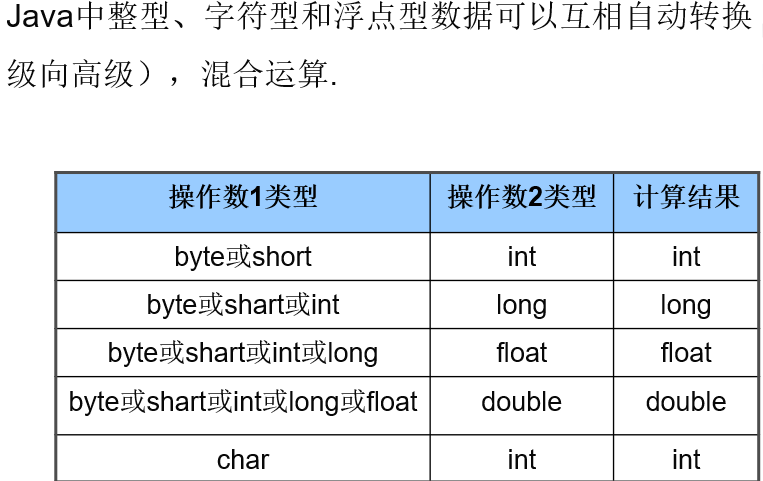 Java中整型、字符型和浮点型数据可以互相自动转换
级向高级），混合运算.
操作数1类型 操作数2类型 计算结果
byte或short int int
byte或shart或int long long
byte或shart或int或long float float
byte或shart或int或long或float double double
char int int